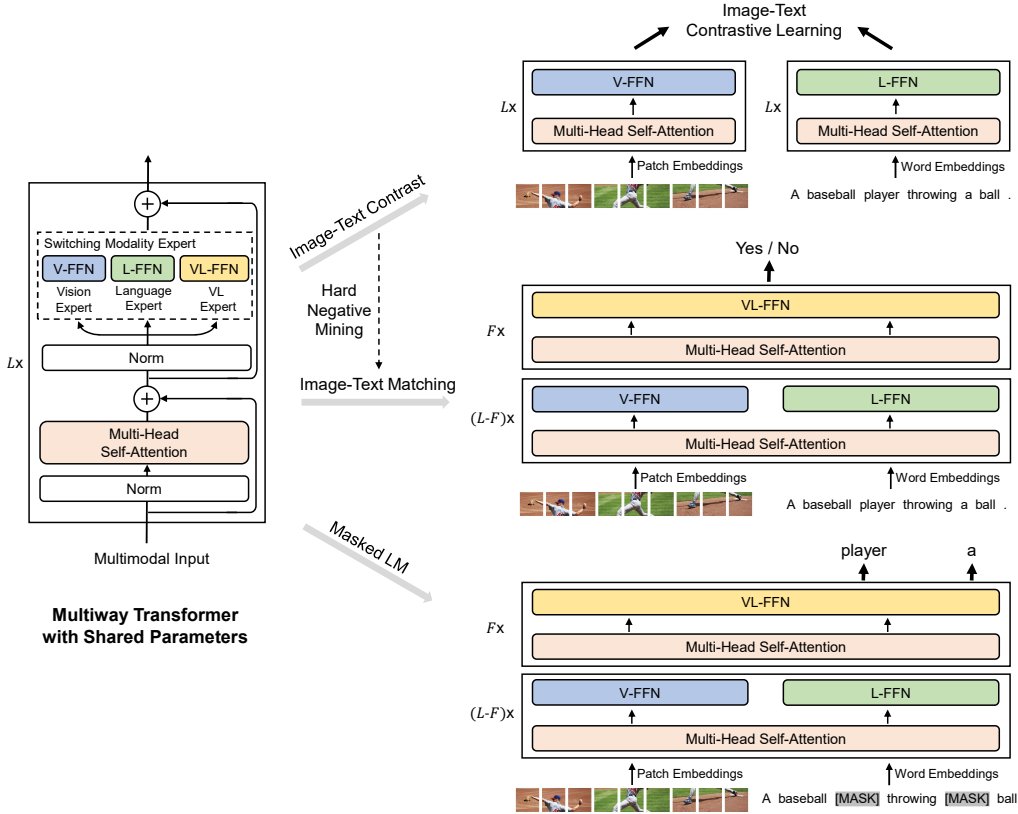 Switching Modality Expert
V-FFN L-FFN VL-FFN
Vision Expert
Language Expert
VL Expert
Norm
Lx
Multi-Head
Self-Attention
Norm
Multimodal Input
Multiway Transformer
with Shared Parameters
Image-Text Contrast
Hard
Negative
Mining
Image-Text Matching
Masked LM
Image-Text
Contrastive Learning
V-FFN
L-FFN
Lx
Lx
Multi-Head Self-Attention
Multi-Head Self-Attention
Patch Embeddings
Word Embeddings
A baseball player throwing a ball .
Yes / No
VL-FFN
Fx
Multi-Head Self-Attention
V-FFN
L-FFN
(L-F)x
Multi-Head Self-Attention
Patch Embeddings
Word Embeddings
A baseball player throwing a ball .
player
a
VL-FFN
Fx
Multi-Head Self-Attention
V-FFN
L-FFN
(L-F)x
Multi-Head Self-Attention
Patch Embeddings
Word Embeddings
A baseball [MASK] throwing [MASK] ball